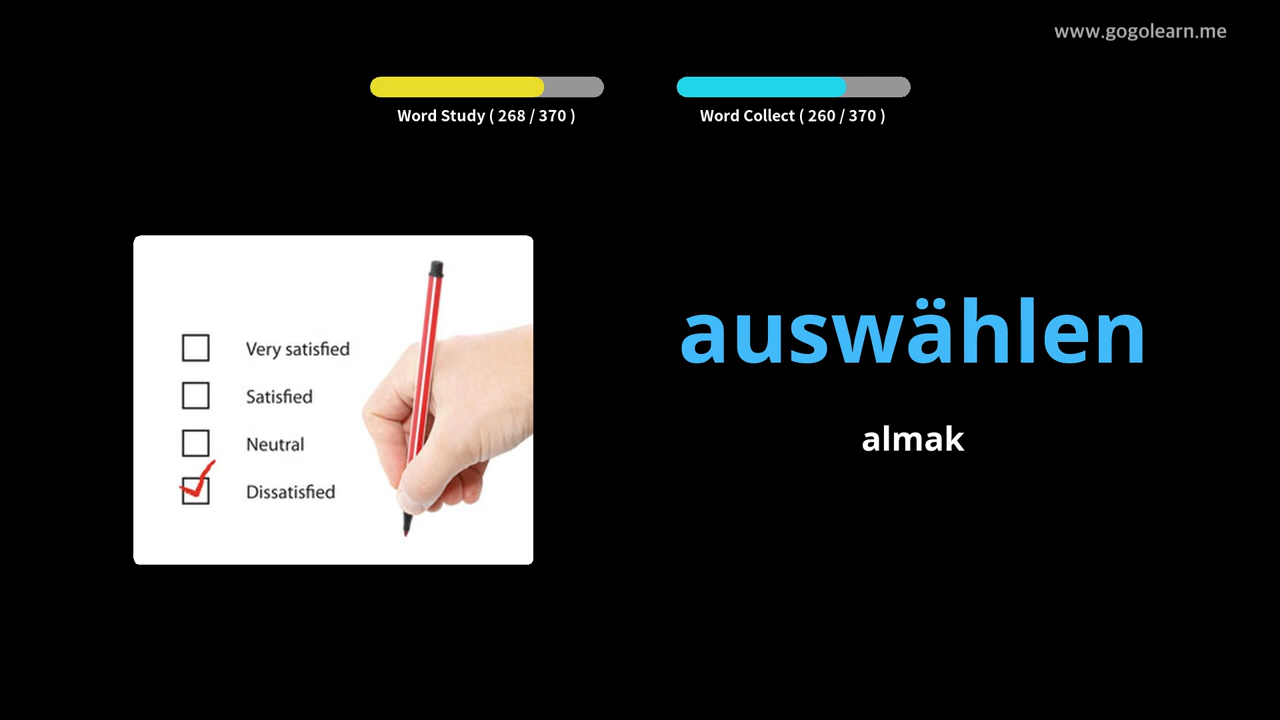 www.gogolearn.me
Word Study ( 268 / 370 )
Word Collect ( 260 / 370 )
Very satisfied
Satisfied
Neutral
Dissatisfied
auswählen
almak